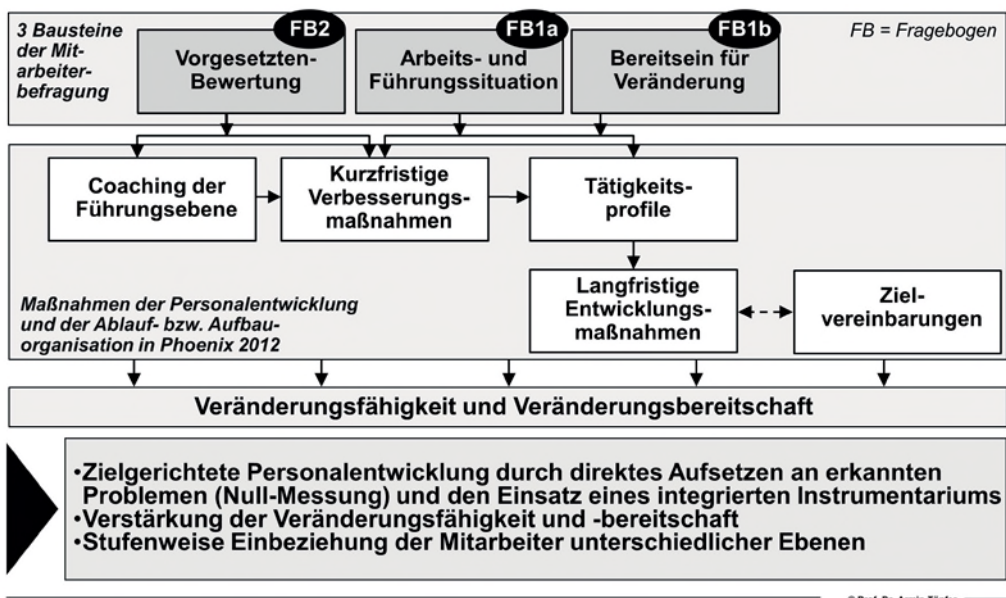 3 Bausteine
der Mit-
arbeiter-
befragung
FB2
Vorgesetzten-
Bewertung
FB1a
Arbeits- und
Führungssituation
FB1b
Bereitsein für
Veränderung
FB = Fragebogen
Coaching der
Führungsebene
Kurzfristige
Verbesserungs-
maßnahmen
Tätigkeits-
profile
Langfristige
Entwicklungs-
maßnahmen
Ziel-
vereinbarungen
Maßnahmen der Personalentwicklung
und der Ablauf- bzw. Aufbau-
organisation in Phoenix 2012
Veränderungsfähigkeit und Veränderungsbereitschaft
•Zielgerichtete Personalentwicklung durch direktes Aufsetzen an erkannten
Problemen (Null-Messung) und den Einsatz eines integrierten Instrumentariums
•Verstärkung der Veränderungsfähigkeit und -bereitschaft
•Stufenweise Einbeziehung der Mitarbeiter unterschiedlicher Ebenen